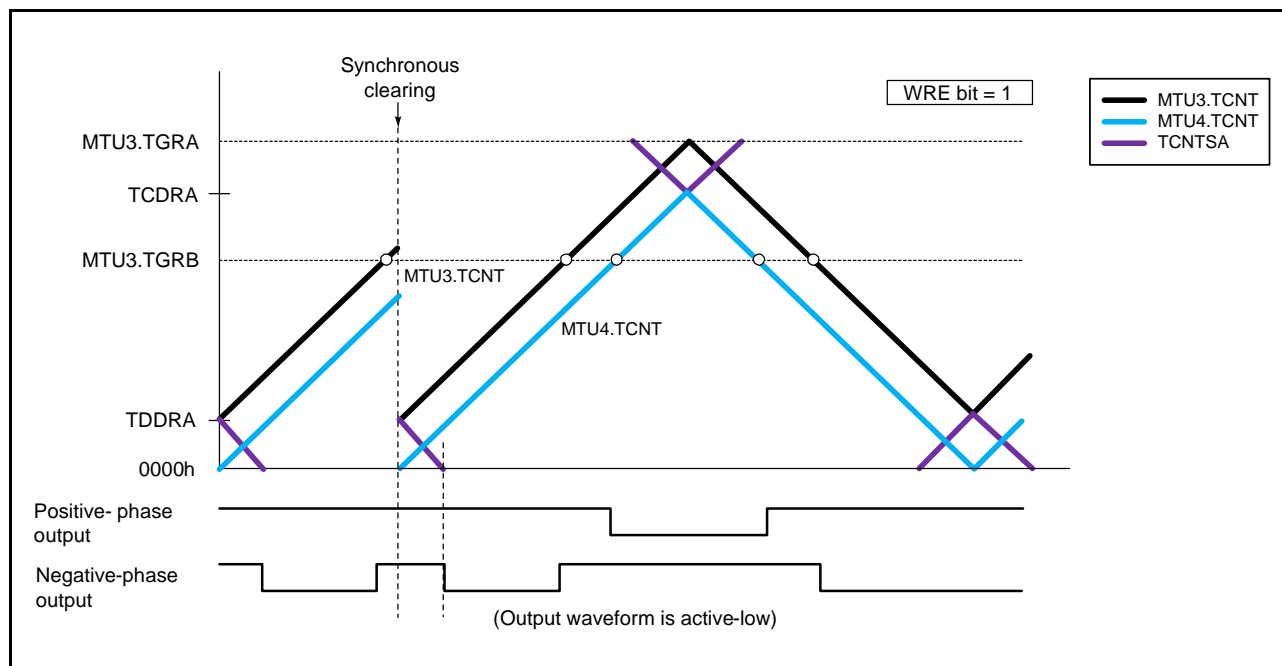 Synchronous
clearing
WRE bit = 1
MTU3.TCNT
MTU4.TCNT
TCNTSA
MTU3.TGRA
TCDRA
MTU3.TGRB
MTU3.TCNT
MTU4.TCNT
TDDRA
0000h
Positive- phase
output
Negative-phase
output
(Output waveform is active-low)